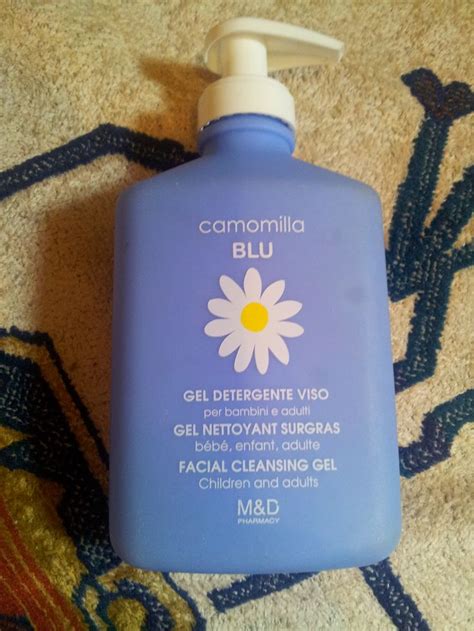 camomilla
BLU
GEL DETERGENTE VISO
per bambini e adulti
GEL NETTOYANT SURGRAS
bébé, enfant, adulte
FACIAL CLEANSING GEL
Children and adults
M&D
PHARMACY